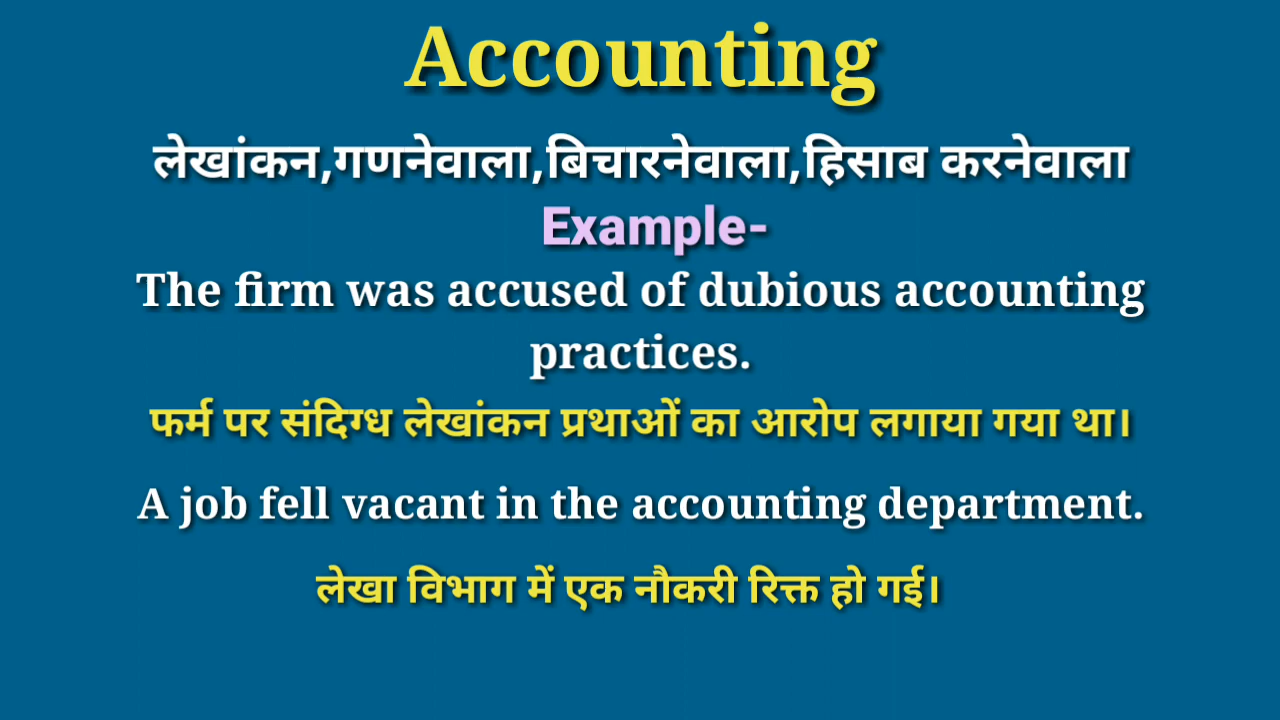 Accounting
लेखांकन,गणनेवाला,बिचारनेवाला,हिसाब करनेवाला
Example-
The firm was accused of dubious accounting
practices.
फर्म पर संदिग्ध लेखांकन प्रथाओं का आरोप लगाया गया था।
A job fell vacant in the accounting department.
लेखा विभाग में एक नौकरी रिक्त हो गई।